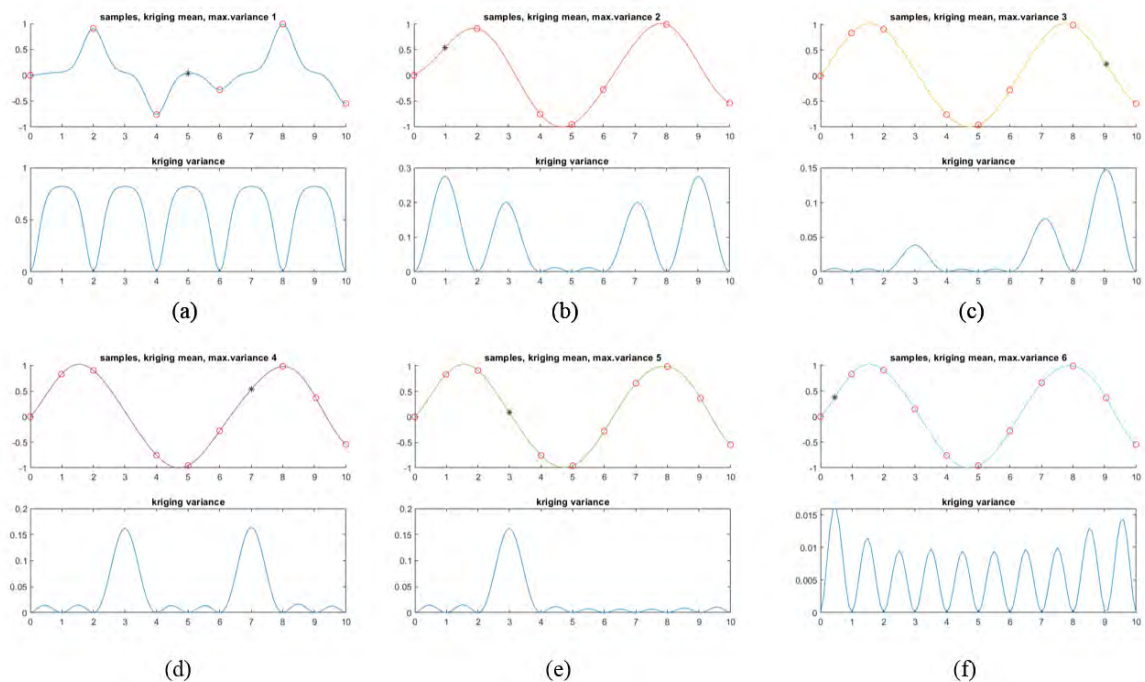 samples, kriging mean, max.variance 1
1
0.5
0
-0.5
-1
0 1 2 3 4 5 6 7 8 9 10
kriging variance
1
0.5
0
0 1 2 3 4 5 6 7 8 9 10
(a)
samples, kriging mean, max.variance 2
1
0.5
0
-0.5
-1
0 1 2 3 4 5 6 7 8 9 10
kriging variance
0.3
0.2
0.1
0
0 1 2 3 4 5 6 7 8 9 10
(b)
samples, kriging mean, max.variance 3
1
0.5
0
-0.5
-1
0 1 2 3 4 5 6 7 8 9 10
kriging variance
0.15
0.1
0.05
0
0 1 2 3 4 5 6 7 8 9 10
(c)
samples, kriging mean, max.variance 4
1
0.5
0
-0.5
-1
0 1 2 3 4 5 6 7 8 9 10
kriging variance
0.2
0.15
0.1
0.05
0
0 1 2 3 4 5 6 7 8 9 10
(d)
samples, kriging mean, max.variance 5
1
0.5
0
-0.5
-1
0 1 2 3 4 5 6 7 8 9 10
kriging variance
0.2
0.15
0.1
0.05
0
0 1 2 3 4 5 6 7 8 9 10
(e)
samples, kriging mean, max.variance 6
1
0.5
0
-0.5
-1
0 1 2 3 4 5 6 7 8 9 10
kriging variance
0.015
0.01
0.005
0
0 1 2 3 4 5 6 7 8 9 10
(f)